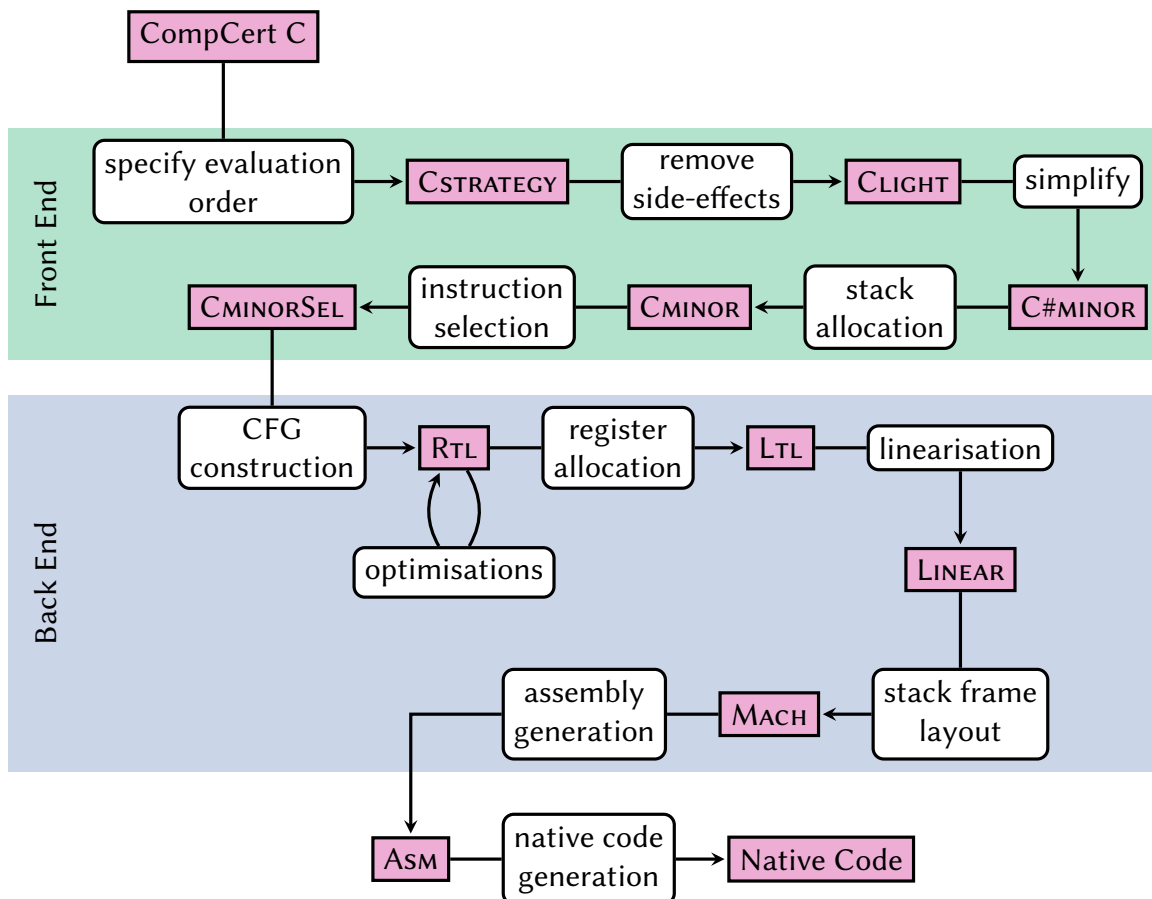 CompCert C
Front End
specify evaluation
order
CSTRATEGY
remove
side-effects
CLIGHT
simplify
CMINORSEL
instruction
selection
CMINOR
stack
allocation
C#MINOR
Back End
CFG
construction
RTL
register
allocation
LTL
linearisation
optimisations
LINEAR
assembly
generation
MACH
stack frame
layout
ASM
native code
generation
Native Code